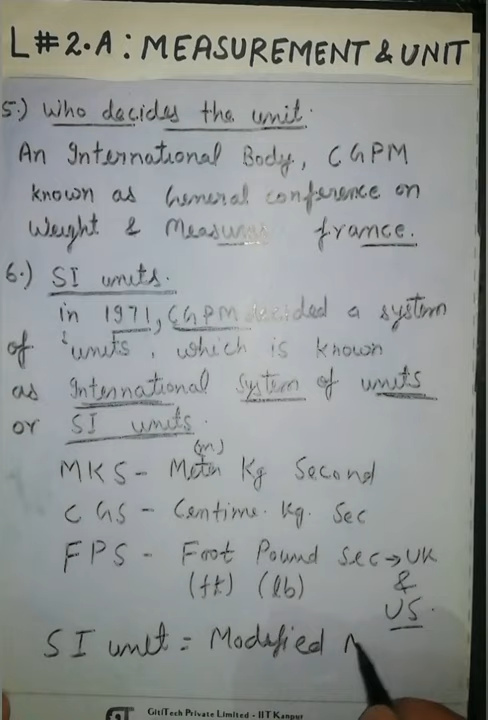 L#2.A: MEASUREMENT & UNIT
5.) Who decides the unit.
An International Body, CGPM
known as General conference on
Weight & Measures france.
6.) SI units.
in 1971, CGPM decided a system
of 'units, which is known
as International System of units
or SI units.
(m)
MKS - Meter Kg Second
CGS - Centime. Kg. Sec
FPS - Foot Pound Sec → UK
(ft) (lb) &
US.
SI unit = Modified M
GitiTech Private Limited - IIT Kanpur